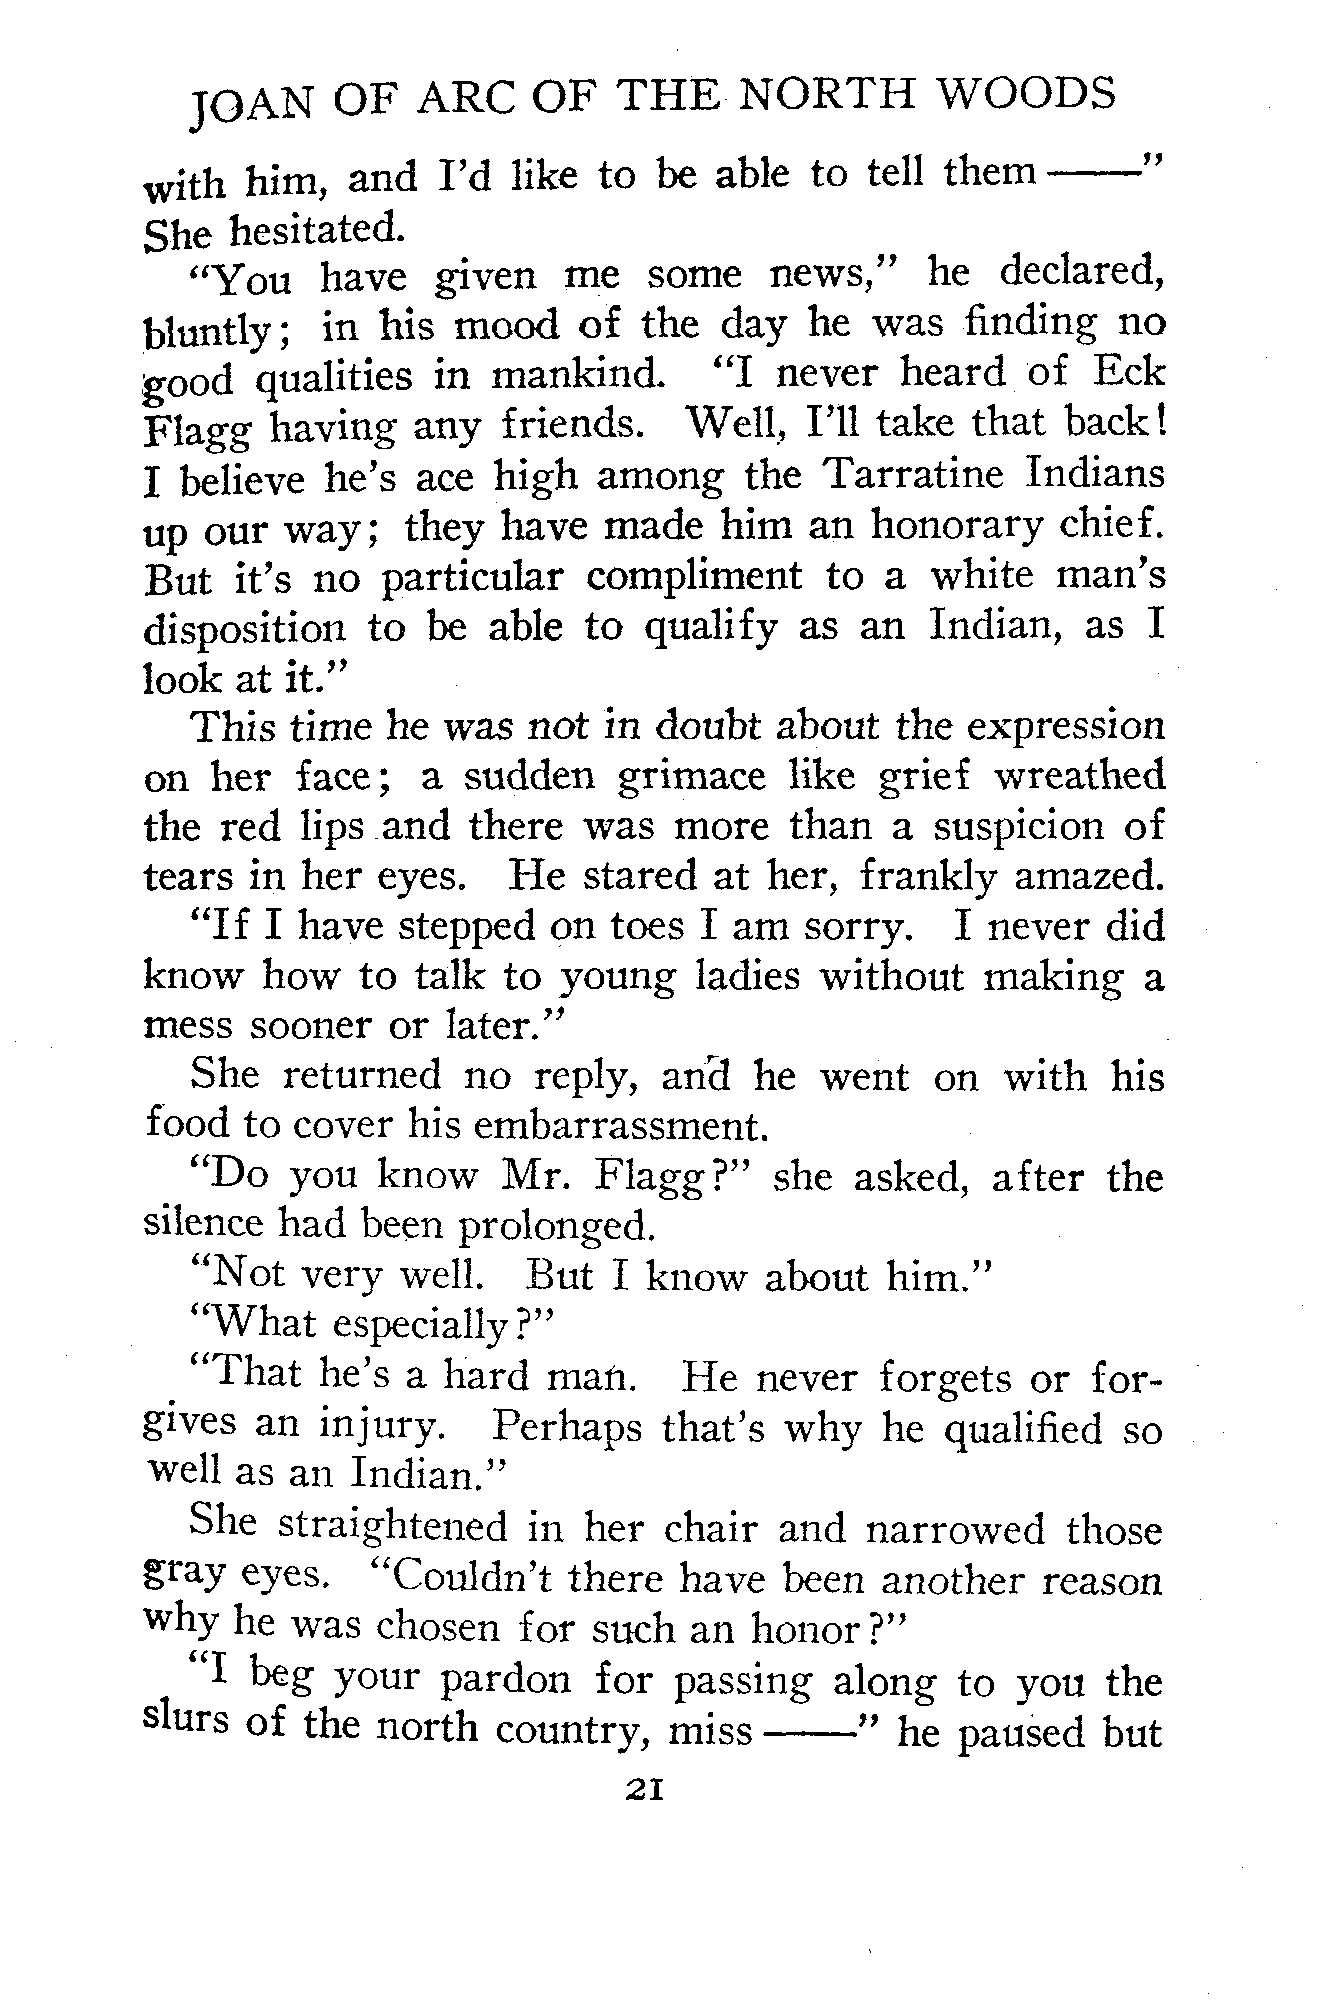 JOAN OF ARC OF THE NORTH WOODS
with him, and I'd like to be able to tell them ——"
She hesitated.
"You have given me some news," he declared,
bluntly; in his mood of the day he was finding no
good qualities in mankind. "I never heard of Eck
Flagg having any friends. Well, I'll take that back!
I believe he's ace high among the Tarratine Indians
up our way; they have made him an honorary chief.
But it's no particular compliment to a white man's
disposition to be able to qualify as an Indian, as I
look at it."
This time he was not in doubt about the expression
on her face; a sudden grimace like grief wreathed
the red lips and there was more than a suspicion of
tears in her eyes. He stared at her, frankly amazed.
"If I have stepped on toes I am sorry. I never did
know how to talk to young ladies without making a
mess sooner or later."
She returned no reply, and he went on with his
food to cover his embarrassment.
"Do you know Mr. Flagg?" she asked, after the
silence had been prolonged.
"Not very well. But I know about him."
"What especially?"
"That he's a hard man. He never forgets or for-
gives an injury. Perhaps that's why he qualified so
well as an Indian."
She straightened in her chair and narrowed those
gray eyes. "Couldn't there have been another reason
why he was chosen for such an honor?"
"I beg your pardon for passing along to you the
slurs of the north country, miss ——" he paused but
21